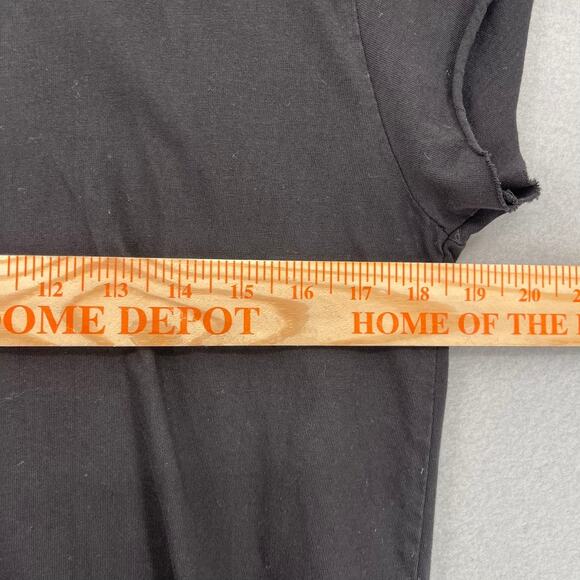 12 13 14 15 16 17 18 19 20
OME DEPOT HOME OF THE